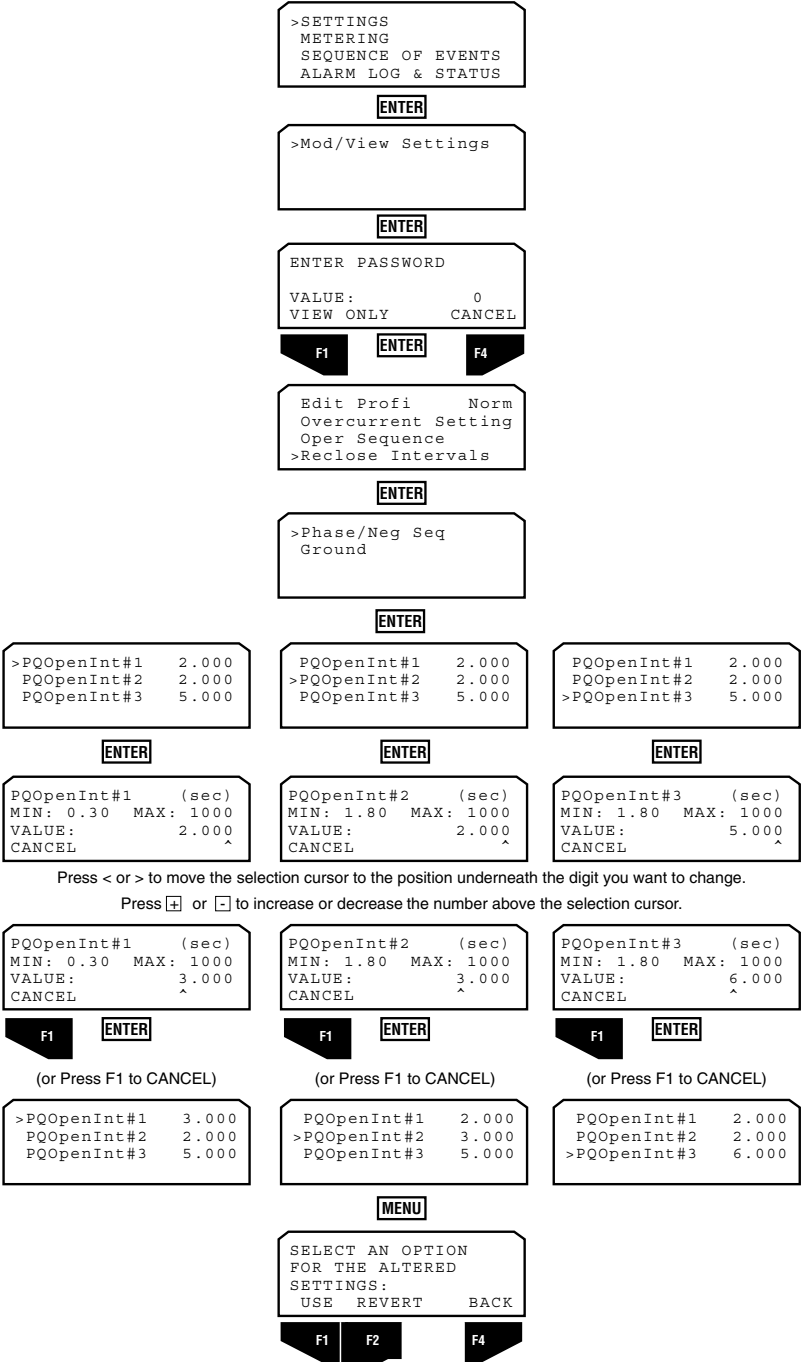 >SETTINGS
METERING
SEQUENCE OF EVENTS
ALARM LOG & STATUS
ENTER
>Mod/View Settings
ENTER
ENTER PASSWORD
VALUE: 0
VIEW ONLY CANCEL
F1 ENTER F4
Edit Profi Norm
Overcurrent Setting
Oper Sequence
>Reclose Intervals
ENTER
>Phase/Neg Seq
Ground
ENTER
>PQOpenInt#1 2.000
PQOpenInt#2 2.000
PQOpenInt#3 5.000
PQOpenInt#1 2.000
>PQOpenInt#2 2.000
PQOpenInt#3 5.000
PQOpenInt#1 2.000
PQOpenInt#2 2.000
>PQOpenInt#3 5.000
ENTER ENTER ENTER
PQOpenInt#1 (sec)
MIN: 0.30 MAX: 1000
VALUE: 2.000
CANCEL ^
PQOpenInt#2 (sec)
MIN: 1.80 MAX: 1000
VALUE: 2.000
CANCEL ^
PQOpenInt#3 (sec)
MIN: 1.80 MAX: 1000
VALUE: 5.000
CANCEL ^
Press < or > to move the selection cursor to the position underneath the digit you want to change.
Press + or - to increase or decrease the number above the selection cursor.
PQOpenInt#1 (sec)
MIN: 0.30 MAX: 1000
VALUE: 3.000
CANCEL ^
PQOpenInt#2 (sec)
MIN: 1.80 MAX: 1000
VALUE: 3.000
CANCEL ^
PQOpenInt#3 (sec)
MIN: 1.80 MAX: 1000
VALUE: 6.000
CANCEL ^
F1 ENTER F1 ENTER F1 ENTER
(or Press F1 to CANCEL) (or Press F1 to CANCEL) (or Press F1 to CANCEL)
>PQOpenInt#1 3.000
PQOpenInt#2 2.000
PQOpenInt#3 5.000
PQOpenInt#1 2.000
>PQOpenInt#2 3.000
PQOpenInt#3 5.000
PQOpenInt#1 2.000
PQOpenInt#2 2.000
>PQOpenInt#3 6.000
MENU
SELECT AN OPTION
FOR THE ALTERED
SETTINGS:
USE REVERT BACK
F1 F2 F4